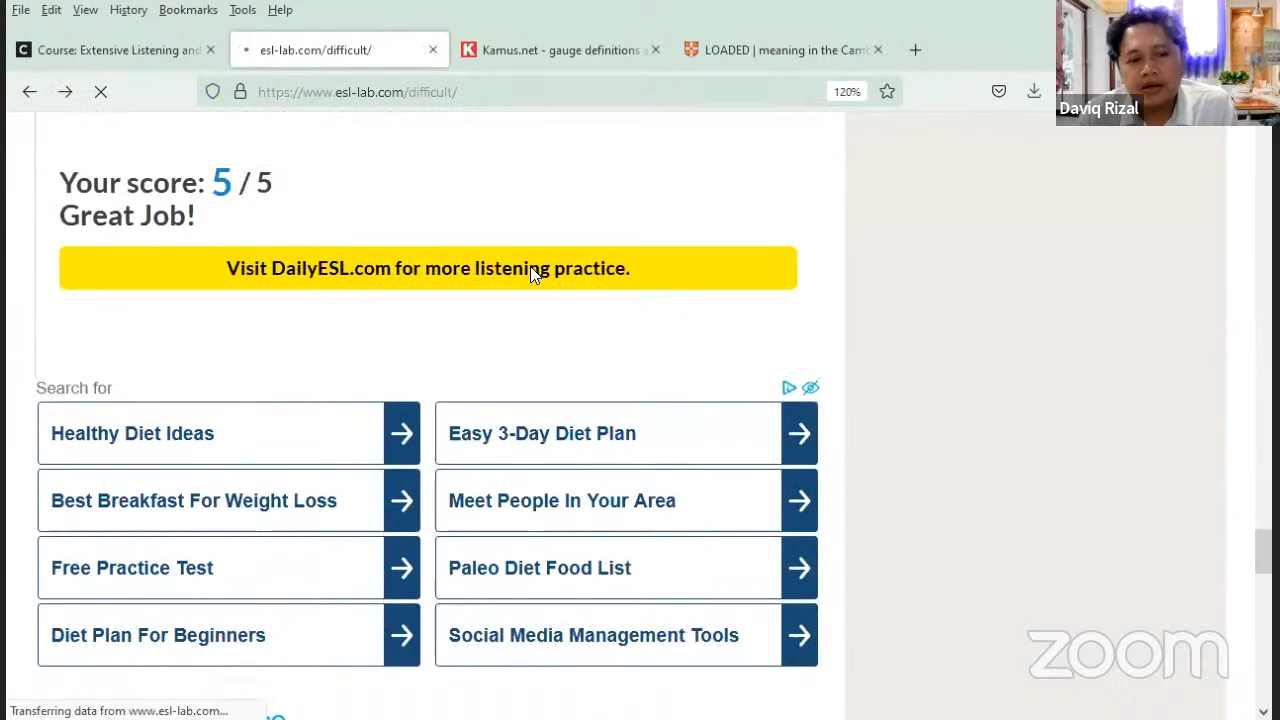 File Edit View History Bookmarks Tools Help
Course: Extensive Listening and
esl-lab.com/difficult/
Kamus.net - gauge definitions
LOADED | meaning in the Camb
https://www.esl-lab.com/difficult/
120%
Daviq Rizal
Your score: 5 / 5
Great Job!
Visit DailyESL.com for more listening practice.
Search for
Healthy Diet Ideas
Easy 3-Day Diet Plan
Best Breakfast For Weight Loss
Meet People In Your Area
Free Practice Test
Paleo Diet Food List
Diet Plan For Beginners
Social Media Management Tools
zoom
Transferring data from www.esl-lab.com...